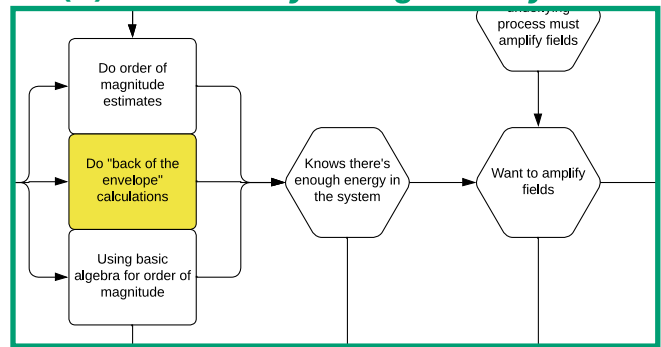 process must
amplify fields
Do order of
magnitude
estimates
Do "back of the
envelope"
calculations
Knows there's
enough energy in
the system
Want to amplify
fields
Using basic
algebra for order of
magnitude